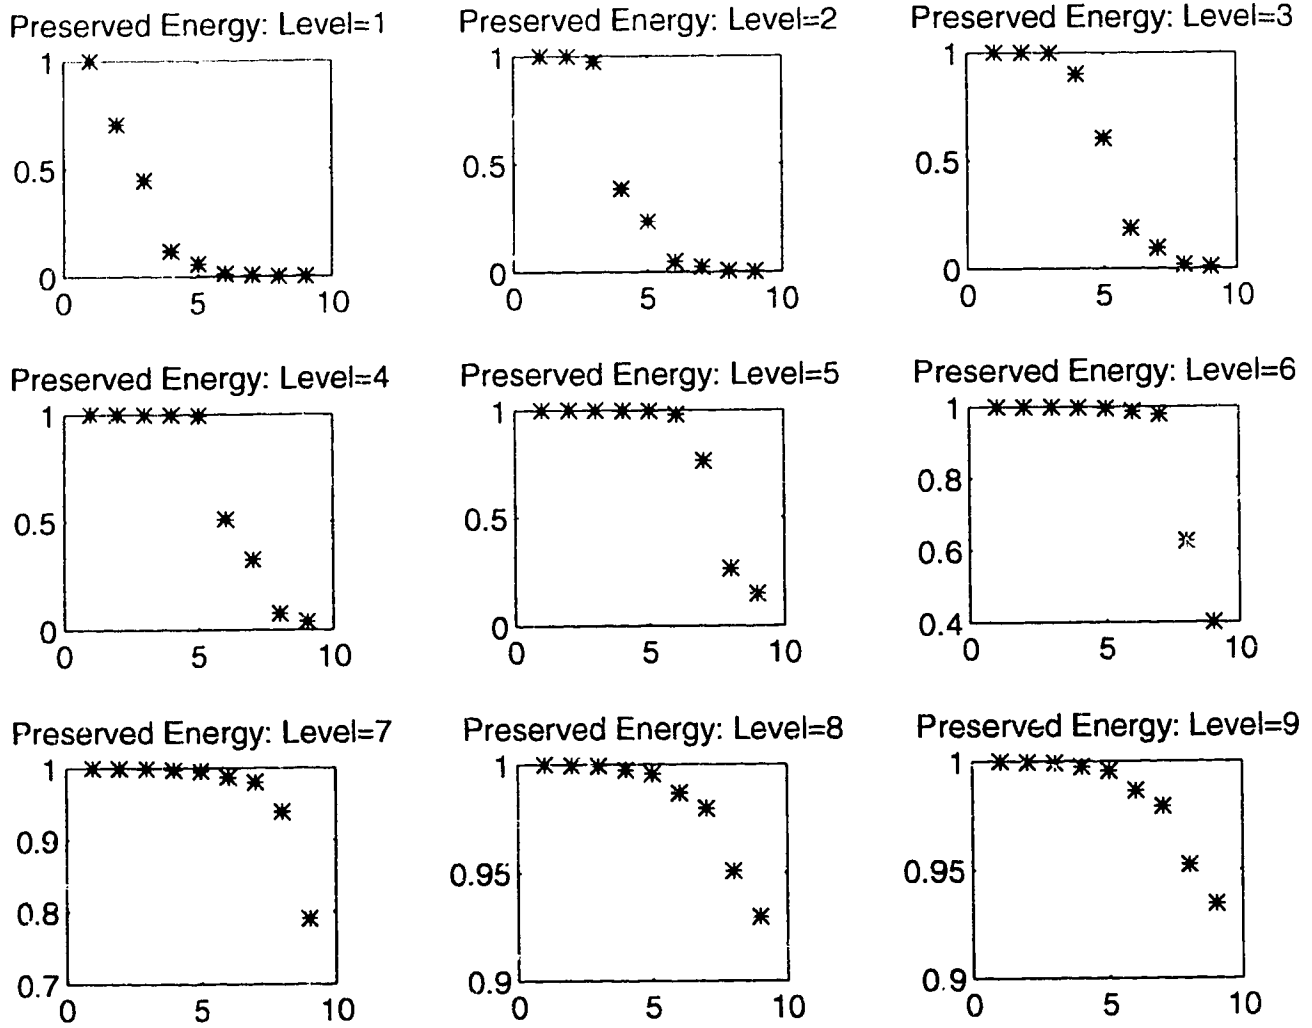 Preserved Energy: Level=1
1
0.5
0
0 5 10
Preserved Energy: Level=2
1
0.5
0
0 5 10
Preserved Energy: Level=3
1
0.5
0
0 5 10
Preserved Energy: Level=4
1
0.5
0
0 5 10
Preserved Energy: Level=5
1
0.5
0
0 5 10
Preserved Energy: Level=6
1
0.8
0.6
0.4
0 5 10
Preserved Energy: Level=7
1
0.9
0.8
0.7
0 5 10
Preserved Energy: Level=8
1
0.95
0.9
0 5 10
Preserved Energy: Level=9
1
0.95
0.9
0 5 10